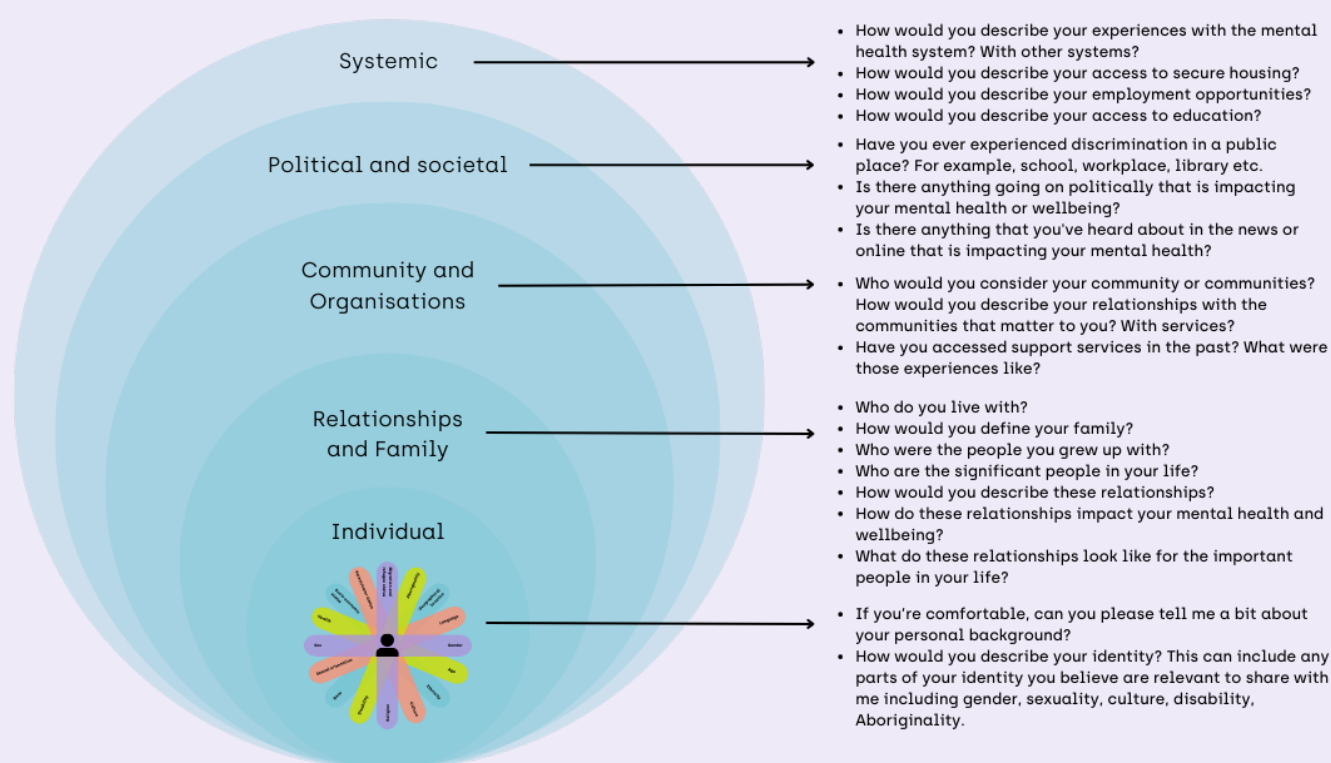 Systemic
• How would you describe your experiences with the mental
health system? With other systems?
• How would you describe your access to secure housing?
• How would you describe your employment opportunities?
• How would you describe your access to education?
Political and societal
• Have you ever experienced discrimination in a public
place? For example, school, workplace, library etc.
• Is there anything going on politically that is impacting
your mental health or wellbeing?
• Is there anything that you've heard about in the news or
online that is impacting your mental health?
Community and
Organisations
• Who would you consider your community or communities?
How would you describe your relationships with the
communities that matter to you? With services?
• Have you accessed support services in the past? What were
those experiences like?
Relationships
and Family
• Who do you live with?
• How would you define your family?
• Who were the people you grew up with?
• Who are the significant people in your life?
• How would you describe these relationships?
• How do these relationships impact your mental health and
wellbeing?
• What do these relationships look like for the important
people in your life?
Individual
• If you're comfortable, can you please tell me a bit about
your personal background?
• How would you describe your identity? This can include any
parts of your identity you believe are relevant to share with
me including gender, sexuality, culture, disability,
Aboriginality.
Language
Gender
Age
Ethnicity
Culture
Religion
Disability
Sexual orientation
Sex
Health